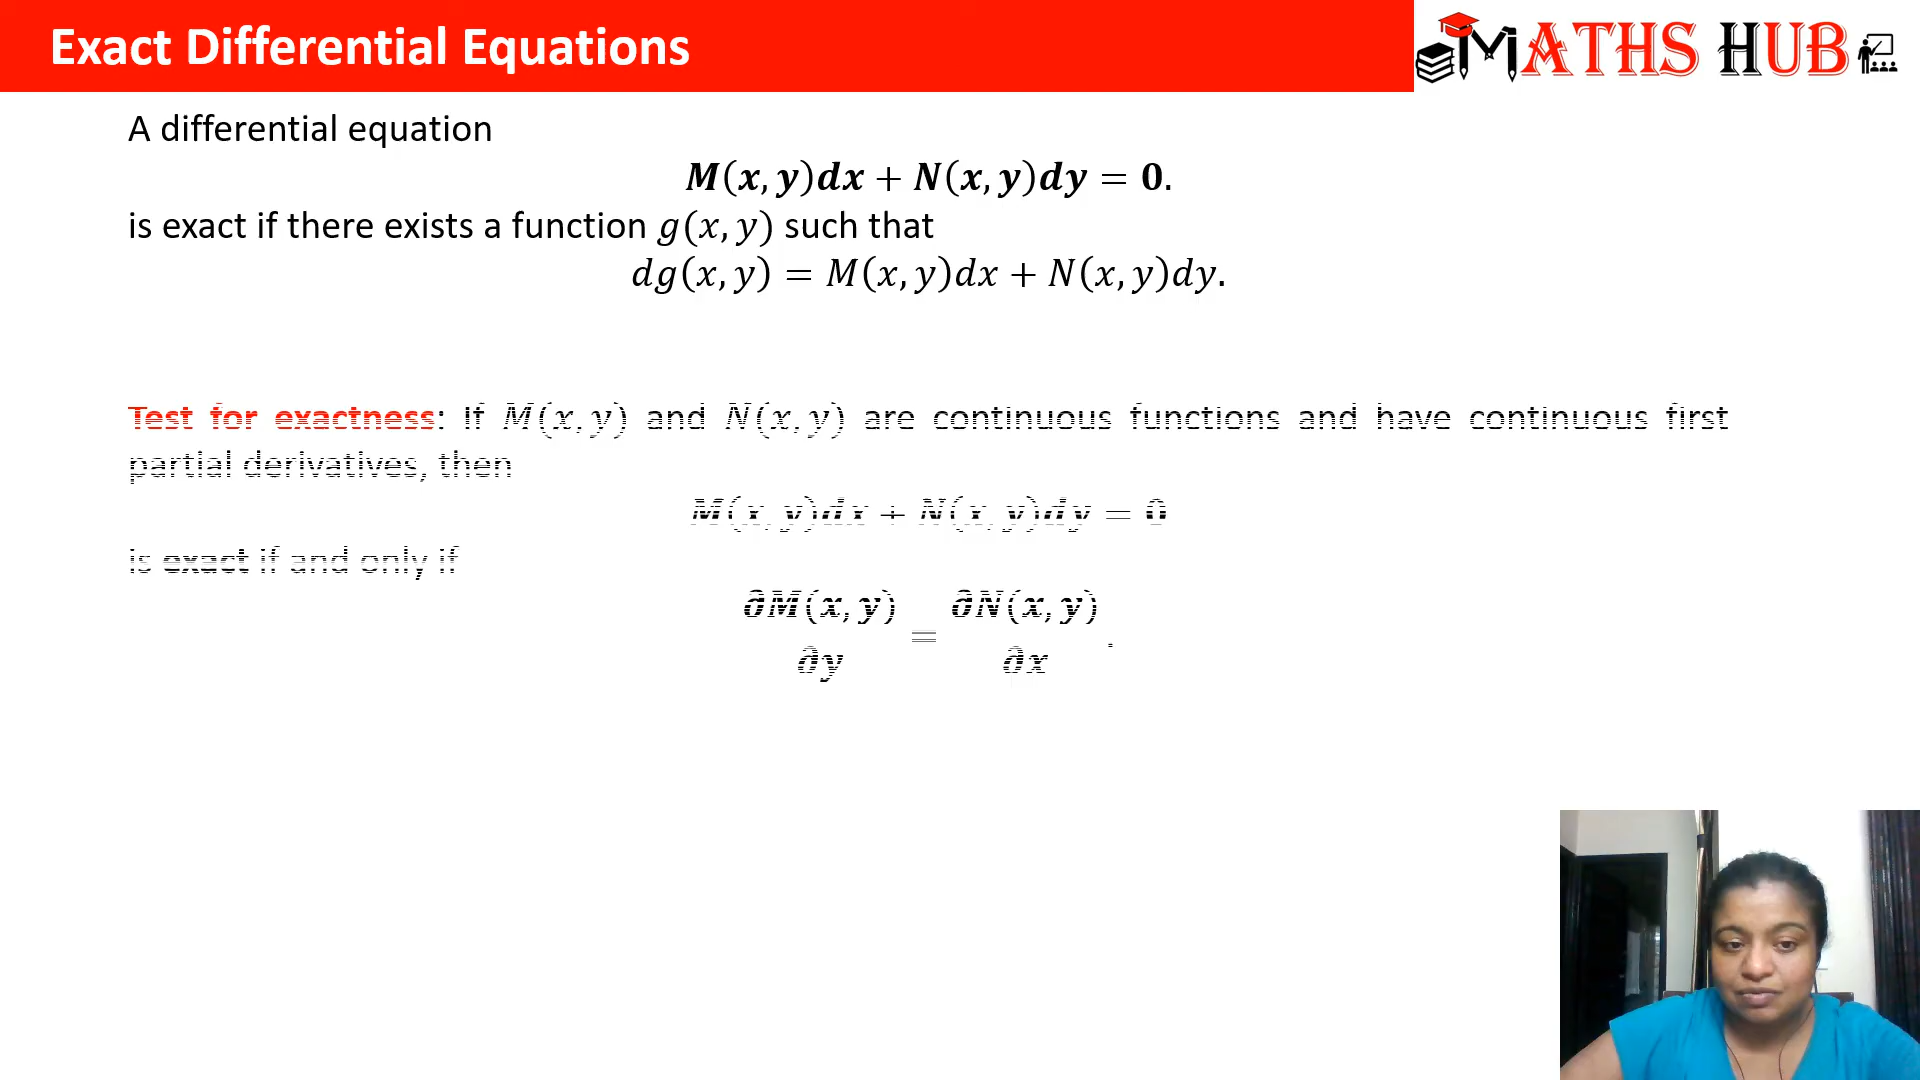 Exact Differential Equations
MATHS HUB
A differential equation
M(x, y)dx + N(x, y)dy = 0.
is exact if there exists a function g(x, y) such that
dg(x, y) = M(x, y)dx + N(x, y)dy.
Test for exactness: If M(x, y) and N(x, y) are continuous functions and have continuous first
partial derivatives, then
M(x, y)dx + N(x, y)dy = 0
is exact if and only if
∂M(x, y)/∂y = ∂N(x, y)/∂x .